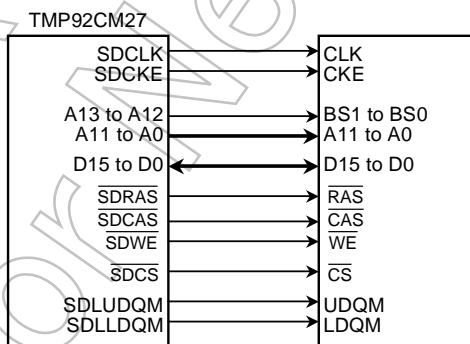 TMP92CM27
SDCLK CLK
SDCKE CKE
A13 to A12 BS1 to BS0
A11 to A0 A11 to A0
D15 to D0 D15 to D0
SDRAS RAS
SDCAS CAS
SDWE WE
SDCS CS
SDLUDQM UDQM
SDLLDQM LDQM